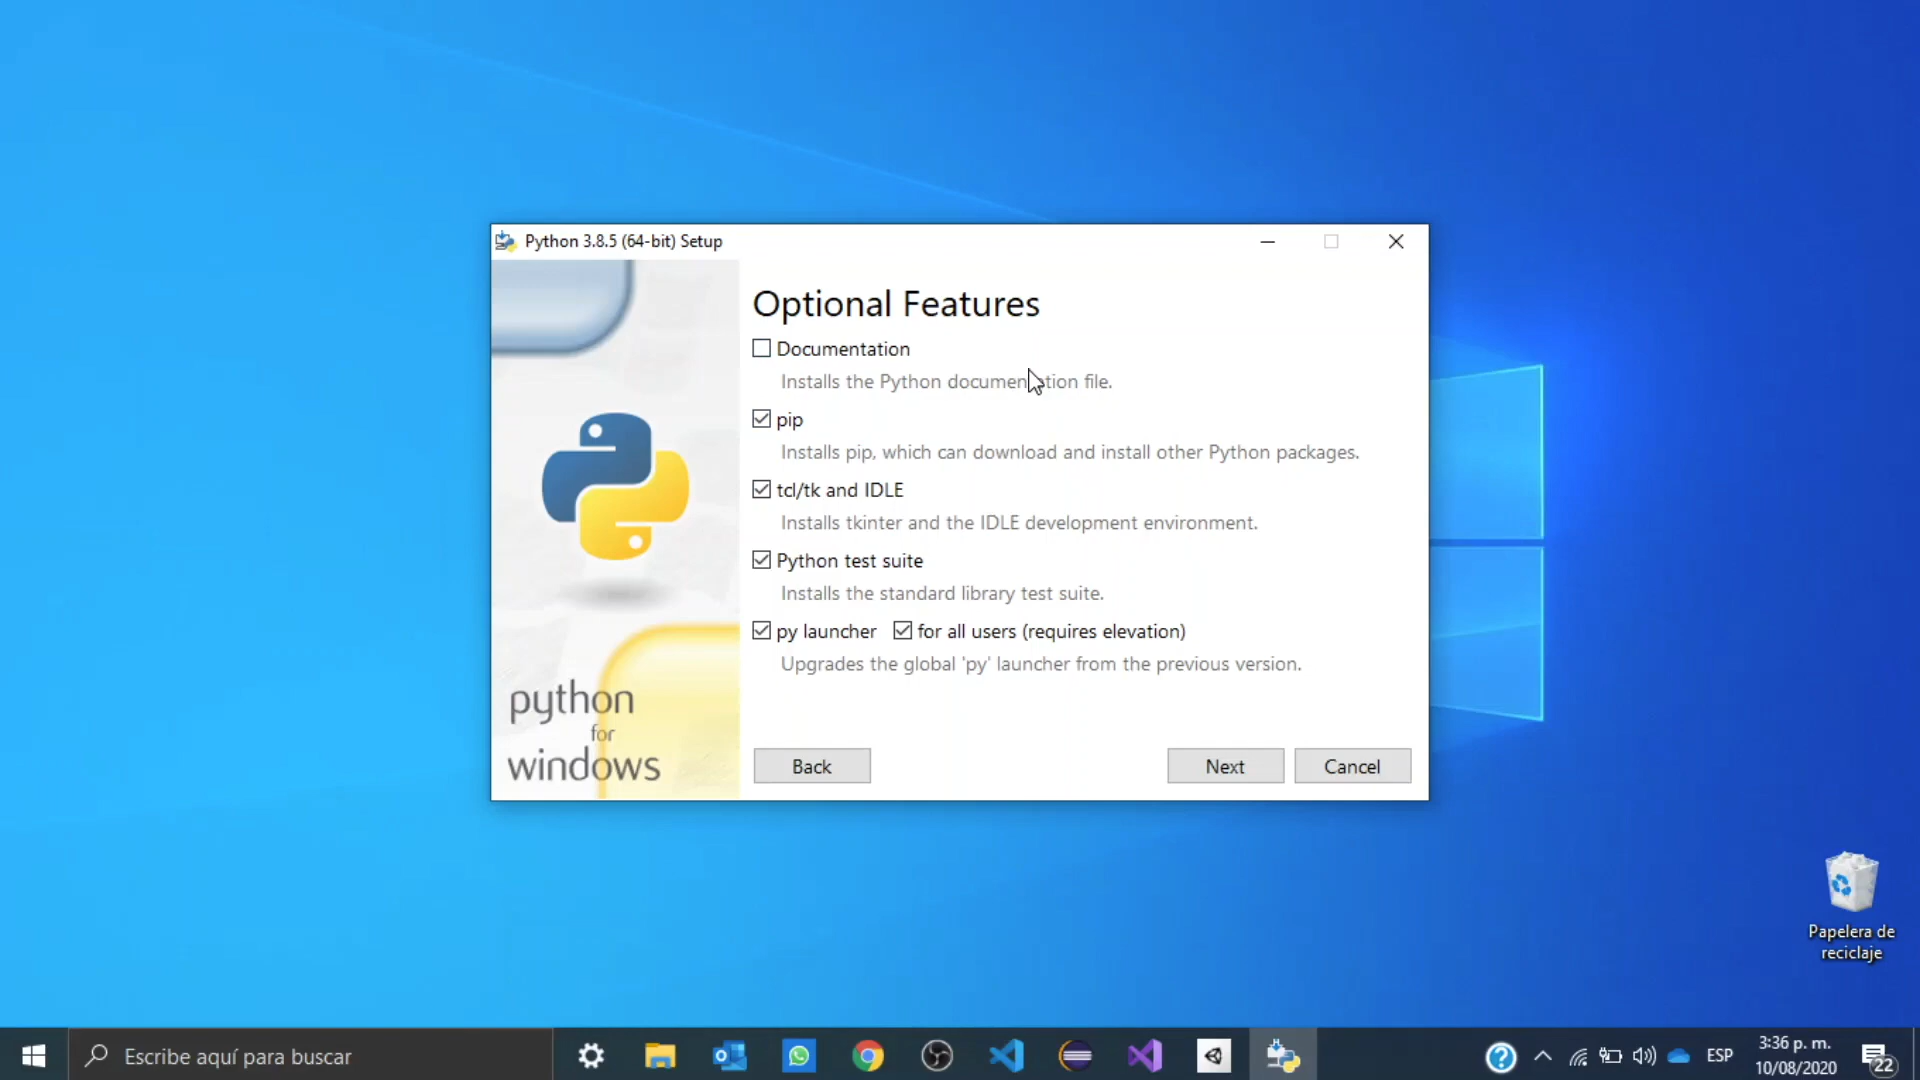 Python 3.8.5 (64-bit) Setup
Optional Features
Documentation
Installs the Python documentation file.
pip
Installs pip, which can download and install other Python packages.
tcl/tk and IDLE
Installs tkinter and the IDLE development environment.
Python test suite
Installs the standard library test suite.
py launcher for all users (requires elevation)
Upgrades the global 'py' launcher from the previous version.
python
for
windows
Back
Next
Cancel
Papelera de
reciclaje
Escribe aquí para buscar
ESP
3:36 p. m.
10/08/2020
22